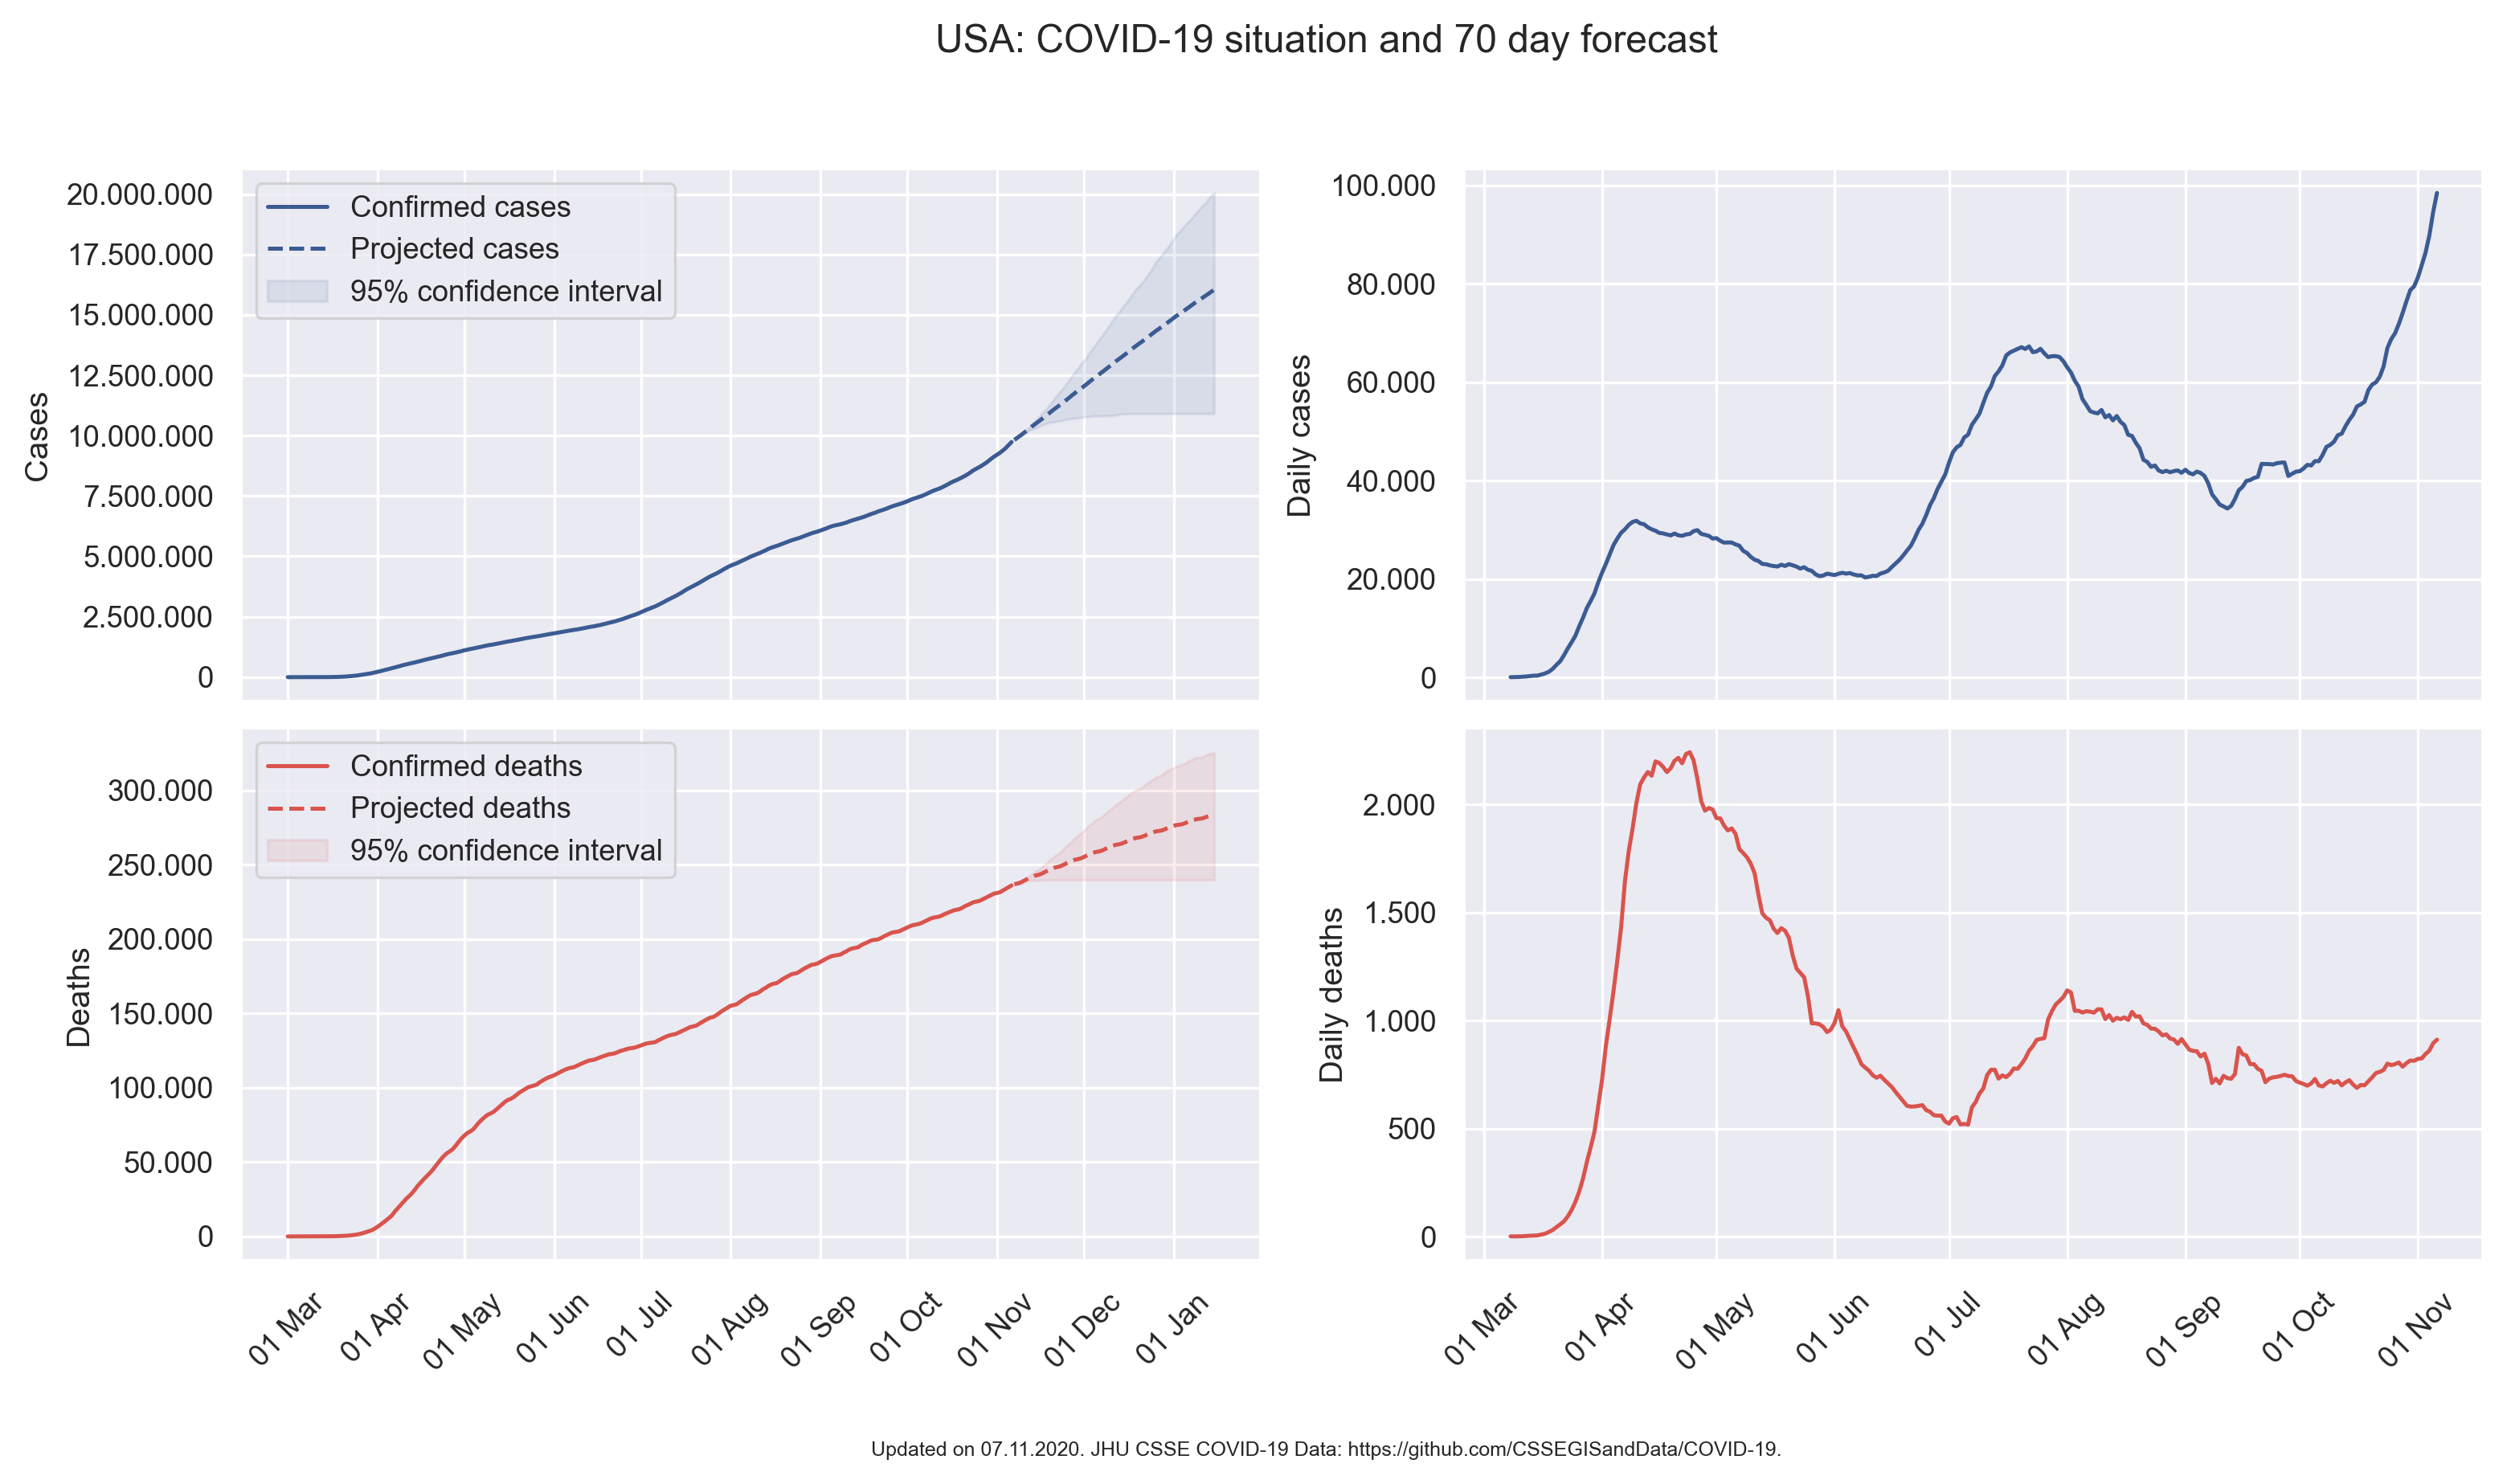 USA: COVID-19 situation and 70 day forecast
Cases
20.000.000
17.500.000
15.000.000
12.500.000
10.000.000
7.500.000
5.000.000
2.500.000
0
Confirmed cases
Projected cases
95% confidence interval
Daily cases
100.000
80.000
60.000
40.000
20.000
0
Deaths
300.000
250.000
200.000
150.000
100.000
50.000
0
Confirmed deaths
Projected deaths
95% confidence interval
01 Mar
01 Apr
01 May
01 Jun
01 Jul
01 Aug
01 Sep
01 Oct
01 Nov
01 Dec
01 Jan
Daily deaths
2.000
1.500
1.000
500
0
01 Mar
01 Apr
01 May
01 Jun
01 Jul
01 Aug
01 Sep
01 Oct
01 Nov
Updated on 07.11.2020. JHU CSSE COVID-19 Data: https://github.com/CSSEGISandData/COVID-19.